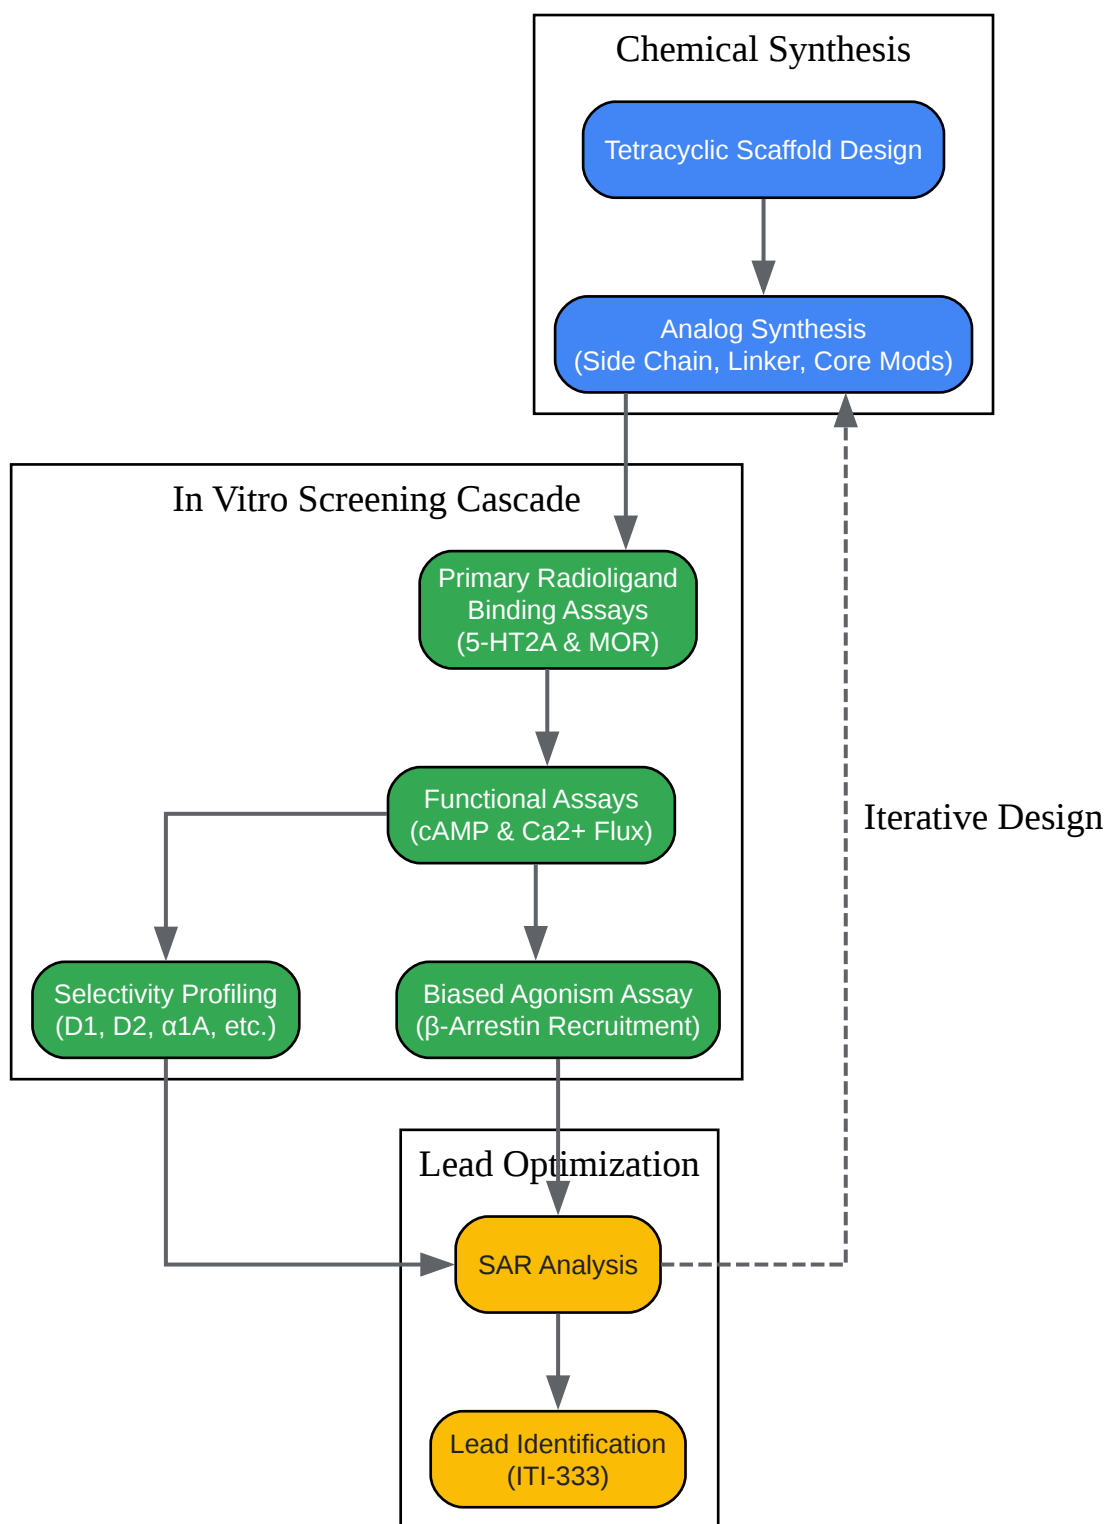 Chemical Synthesis
Tetracyclic Scaffold Design
Analog Synthesis
(Side Chain, Linker, Core Mods)
In Vitro Screening Cascade
Primary Radioligand
Binding Assays
(5-HT2A & MOR)
Functional Assays
(cAMP & Ca2+ Flux)
Iterative Design
Selectivity Profiling
(D1, D2, α1A, etc.)
Biased Agonism Assay
(β-Arrestin Recruitment)
Lead Optimization
SAR Analysis
Lead Identification
(ITI-333)